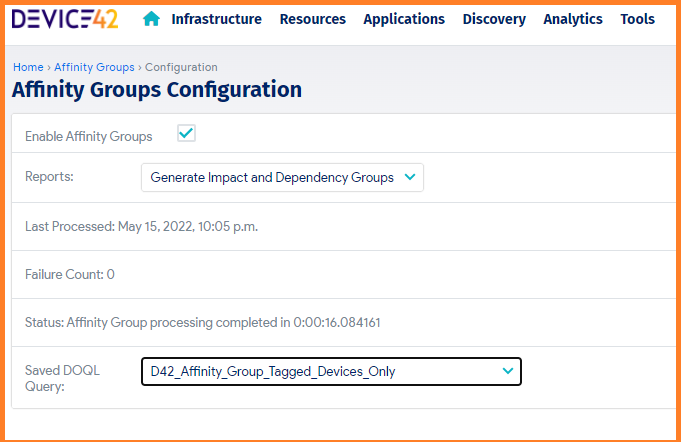 DEVICE42 Infrastructure Resources Applications Discovery Analytics Tools
Home › Affinity Groups › Configuration
Affinity Groups Configuration
Enable Affinity Groups
Reports: Generate Impact and Dependency Groups
Last Processed: May 15, 2022, 10:05 p.m.
Failure Count: 0
Status: Affinity Group processing completed in 0:00:16.084161
Saved DOQL D42_Affinity_Group_Tagged_Devices_Only
Query: